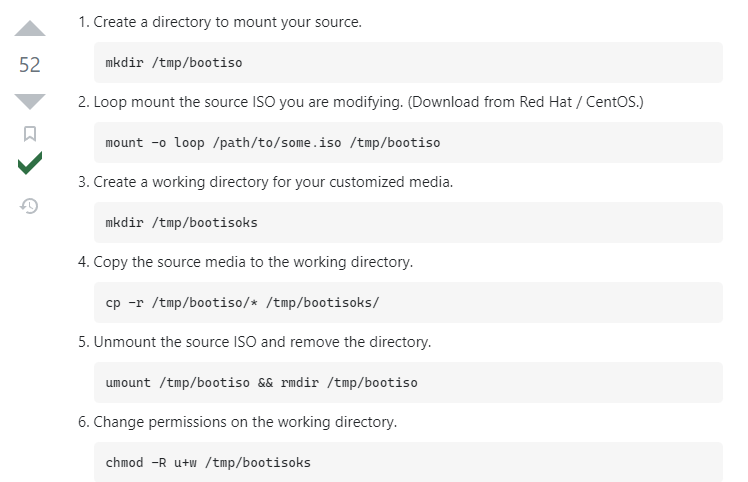 1. Create a directory to mount your source.
mkdir /tmp/bootiso
52
2. Loop mount the source ISO you are modifying. (Download from Red Hat / CentOS.)
mount -o loop /path/to/some.iso /tmp/bootiso
3. Create a working directory for your customized media.
mkdir /tmp/bootisoks
4. Copy the source media to the working directory.
cp -r /tmp/bootiso/* /tmp/bootisoks/
5. Unmount the source ISO and remove the directory.
umount /tmp/bootiso && rmdir /tmp/bootiso
6. Change permissions on the working directory.
chmod -R u+w /tmp/bootisoks